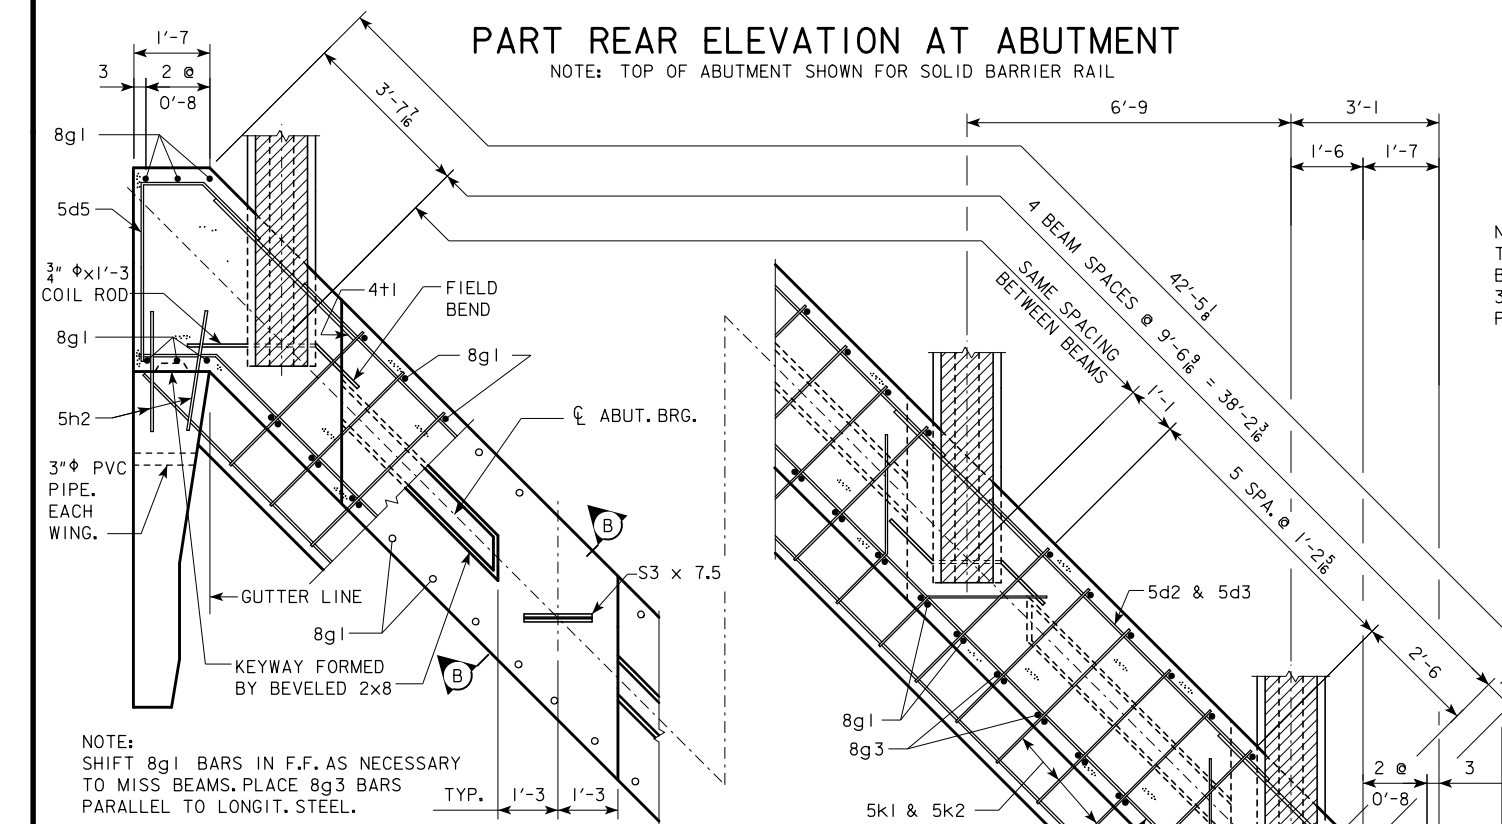 PART REAR ELEVATION AT ABUTMENT
NOTE: TOP OF ABUTMENT SHOWN FOR SOLID BARRIER RAIL
1'-7
3
2 @
0'-8
8g1
5d5
3/4" Φx1'-3
COIL ROD
8g1
5h2
3"Φ PVC
PIPE.
EACH
WING.
3'-7 7/16
4t1
FIELD
BEND
8g1
℄ ABUT. BRG.
B
S3 x 7.5
GUTTER LINE
8g1
KEYWAY FORMED
BY BEVELED 2x8
B
NOTE:
SHIFT 8g1 BARS IN F.F. AS NECESSARY
TO MISS BEAMS. PLACE 8g3 BARS
PARALLEL TO LONGIT. STEEL.
TYP.
1'-3
1'-3
6'-9
3'-1
1'-6
1'-7
42'-5 1/8
4 BEAM SPACES @ 9'-6 9/16 = 38'-2 3/16
SAME SPACING
BETWEEN BEAMS
1'-1
5 SPA. @ 1'-2 5/16
2'-6
5d2 & 5d3
8g1
8g3
5k1 & 5k2
2 @
0'-8
3
N
T
B
3
P